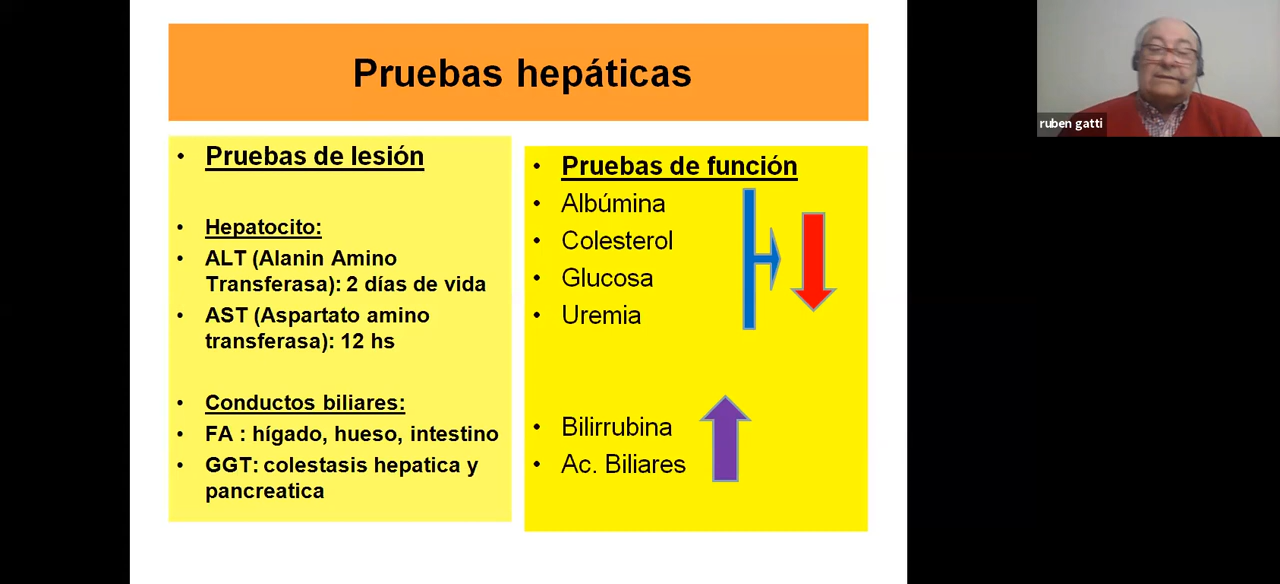 Pruebas hepáticas
• Pruebas de lesión
• Hepatocito:
• ALT (Alanin Amino
Transferasa): 2 días de vida
• AST (Aspartato amino
transferasa): 12 hs
• Conductos biliares:
• FA : hígado, hueso, intestino
• GGT: colestasis hepatica y
pancreatica
• Pruebas de función
• Albúmina
• Colesterol
• Glucosa
• Uremia
• Bilirrubina
• Ac. Biliares
ruben gatti